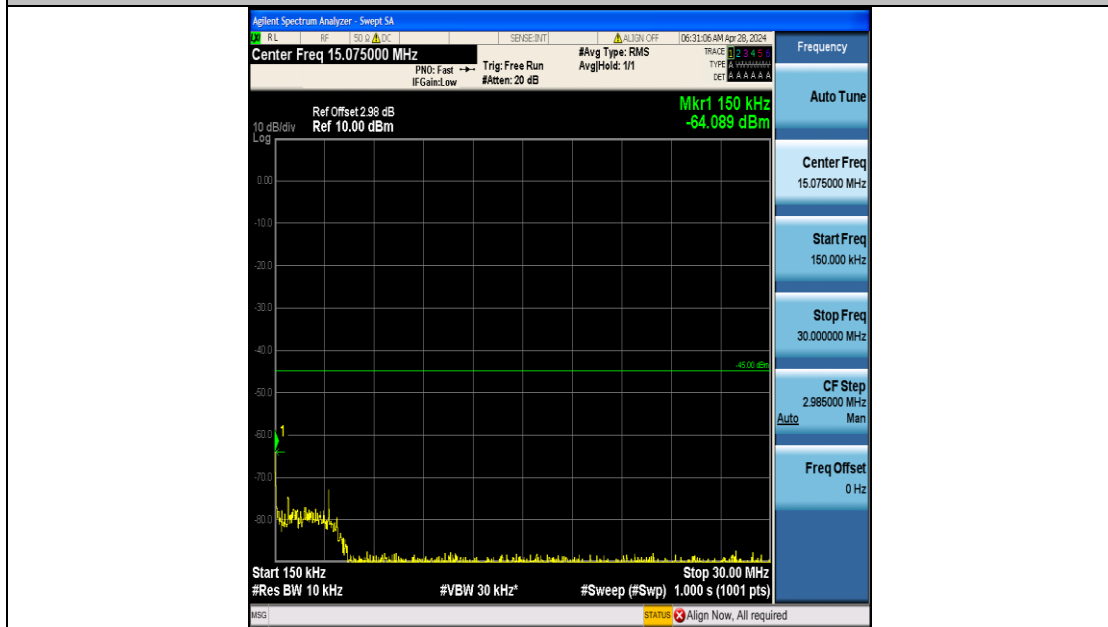 Agilent Spectrum Analyzer - Swept SA
RL RF 50 Ω DC SENSE:INT ALIGN OFF 06:31:06 AM Apr 28, 2024
Center Freq 15.075000 MHz
PNO: Fast
IFGain:Low
Trig: Free Run
#Atten: 20 dB
#Avg Type: RMS
Avg|Hold: 1/1
TRACE 1 2 3 4 5 6
TYPE A
DET A A A A A A
Ref Offset 2.98 dB
10 dB/div Ref 10.00 dBm
Log
Mkr1 150 kHz
-64.089 dBm
0.00
-10.0
-20.0
-30.0
-40.0
-45.00 dBm
-50.0
-60.0
1
-70.0
-80.0
Start 150 kHz Stop 30.00 MHz
#Res BW 10 kHz #VBW 30 kHz* #Sweep (#Swp) 1.000 s (1001 pts)
MSG STATUS Align Now, All required
Frequency
Auto Tune
Center Freq
15.075000 MHz
Start Freq
150.000 kHz
Stop Freq
30.000000 MHz
CF Step
2.985000 MHz
Auto Man
Freq Offset
0 Hz